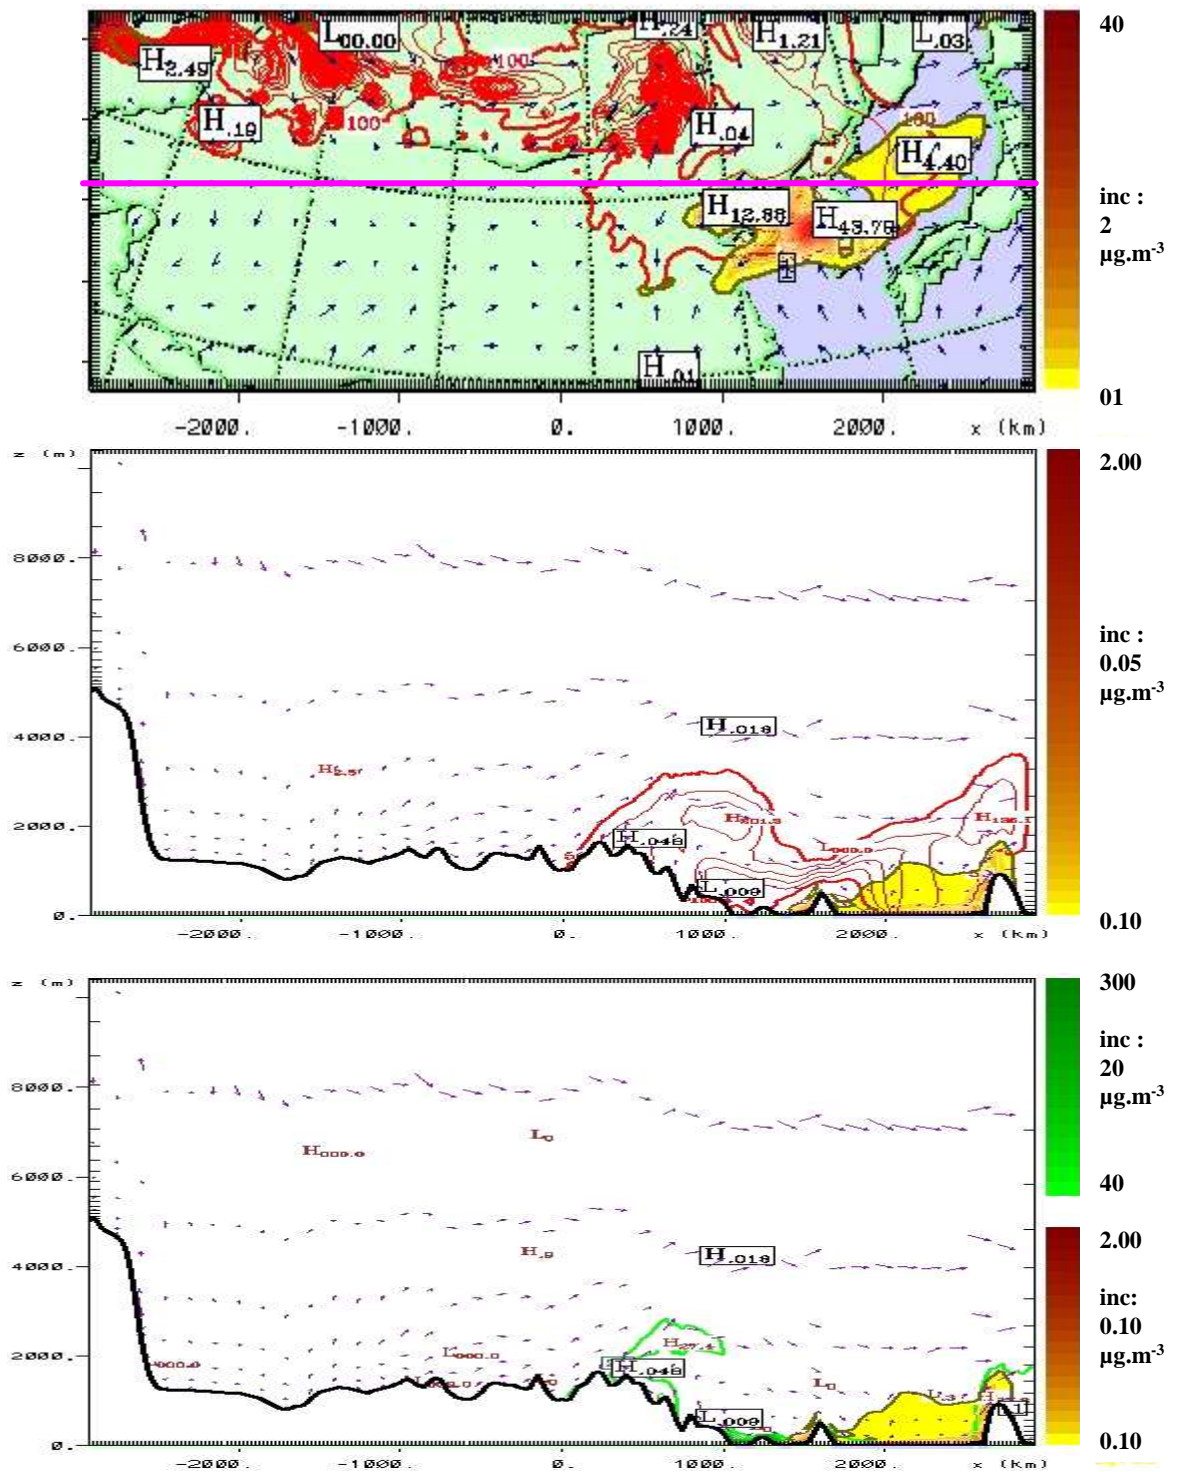 L00.00
H.24
H1.21
L.03
40
H2.49
100
H.19
100
H.04
100
H4.40
inc :
2
µg.m-3
H12.88
H43.75
1
H.01
01
-2000.
-1000.
0.
1000.
2000.
x (km)
z (m)
2.00
8000.
6000.
inc :
0.05
µg.m-3
4000.
H.018
2000.
H.048
L.009
0.
0.10
-2000.
-1000.
0.
1000.
2000.
x (km)
z (m)
300
inc :
20
µg.m-3
8000.
L0
6000.
40
2.00
4000.
H.018
inc:
0.10
µg.m-3
2000.
H.048
L.009
0.
0.10
-2000.
-1000.
0.
1000.
2000.
x (km)